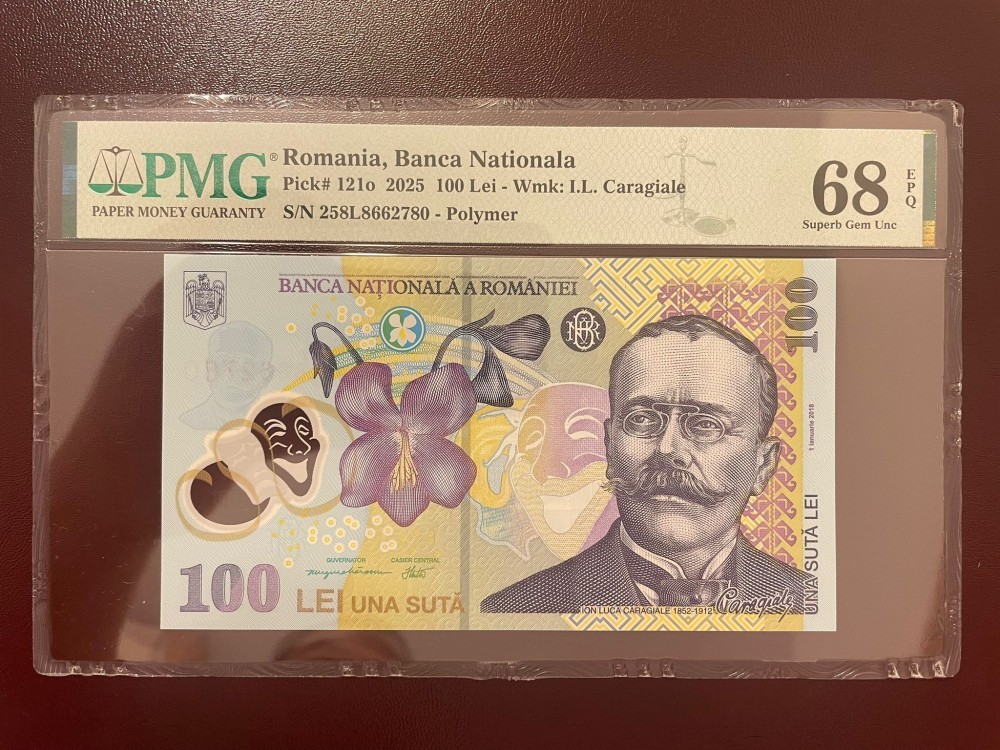 PMG®
PAPER MONEY GUARANTY
Romania, Banca Nationala
Pick# 121o 2025 100 Lei - Wmk: I.L. Caragiale
S/N 258L8662780 - Polymer
68
EPQ
Superb Gem Unc
BANCA NAȚIONALĂ A ROMÂNIEI
100
1 Ianuarie 2018
UNA SUTĂ LEI
GUVERNATOR
CASIER CENTRAL
100 LEI UNA SUTĂ
ION LUCA CARAGIALE 1852-1912
Caragiale